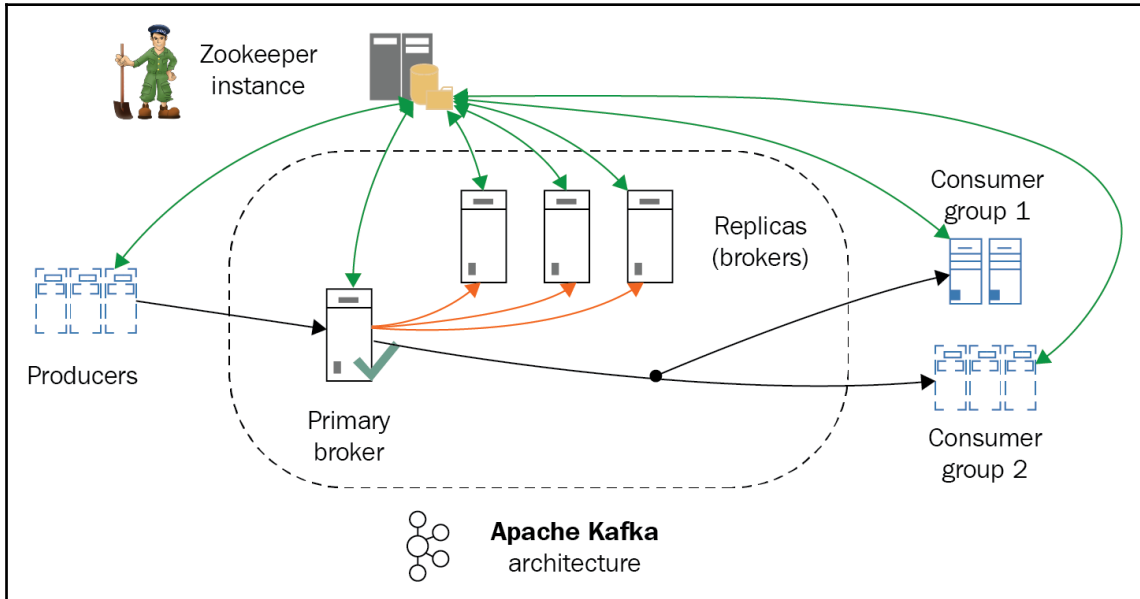 Zookeeper
instance
Consumer
group 1
Replicas
(brokers)
Producers
Primary
broker
Consumer
group 2
Apache Kafka
architecture